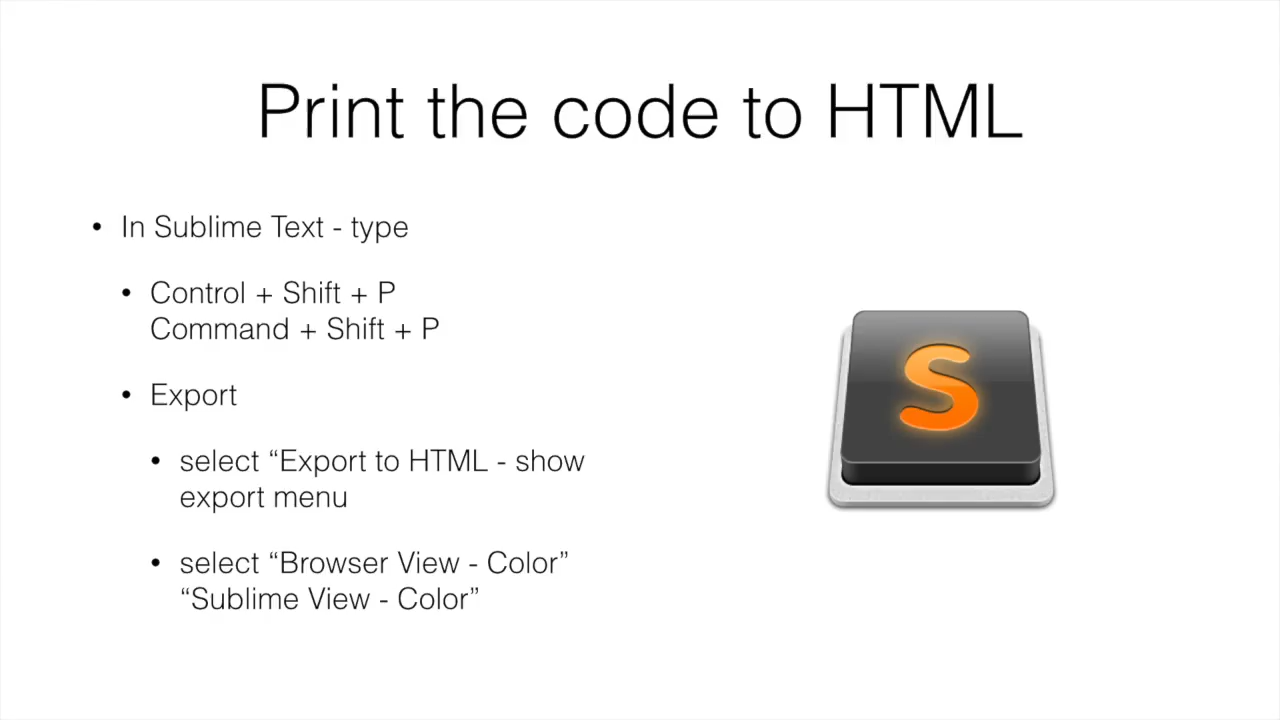 Print the code to HTML
• In Sublime Text - type
• Control + Shift + P
Command + Shift + P
• Export
• select “Export to HTML - show
export menu
• select “Browser View - Color”
“Sublime View - Color”
S